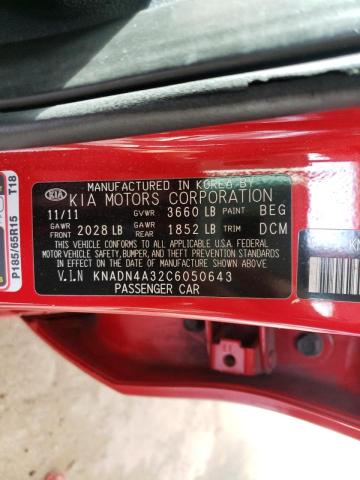 MANUFACTURED IN KOREA BY
KIA KIA MOTORS CORPORATION
11/11 GVWR 3660 LB PAINT BEG
GAWR FRONT 2028 LB GAWR REAR 1852 LB TRIM DCM
THIS VEHICLE CONFORMS TO ALL APPLICABLE U.S.A. FEDERAL
MOTOR VEHICLE SAFETY, BUMPER, AND THEFT PREVENTION
STANDARDS IN EFFECT ON THE DATE OF MANUFACTURE SHOWN ABOVE.
V.I.N KNADN4A32C6050643
PASSENGER CAR
P185/65R15 T18
KN